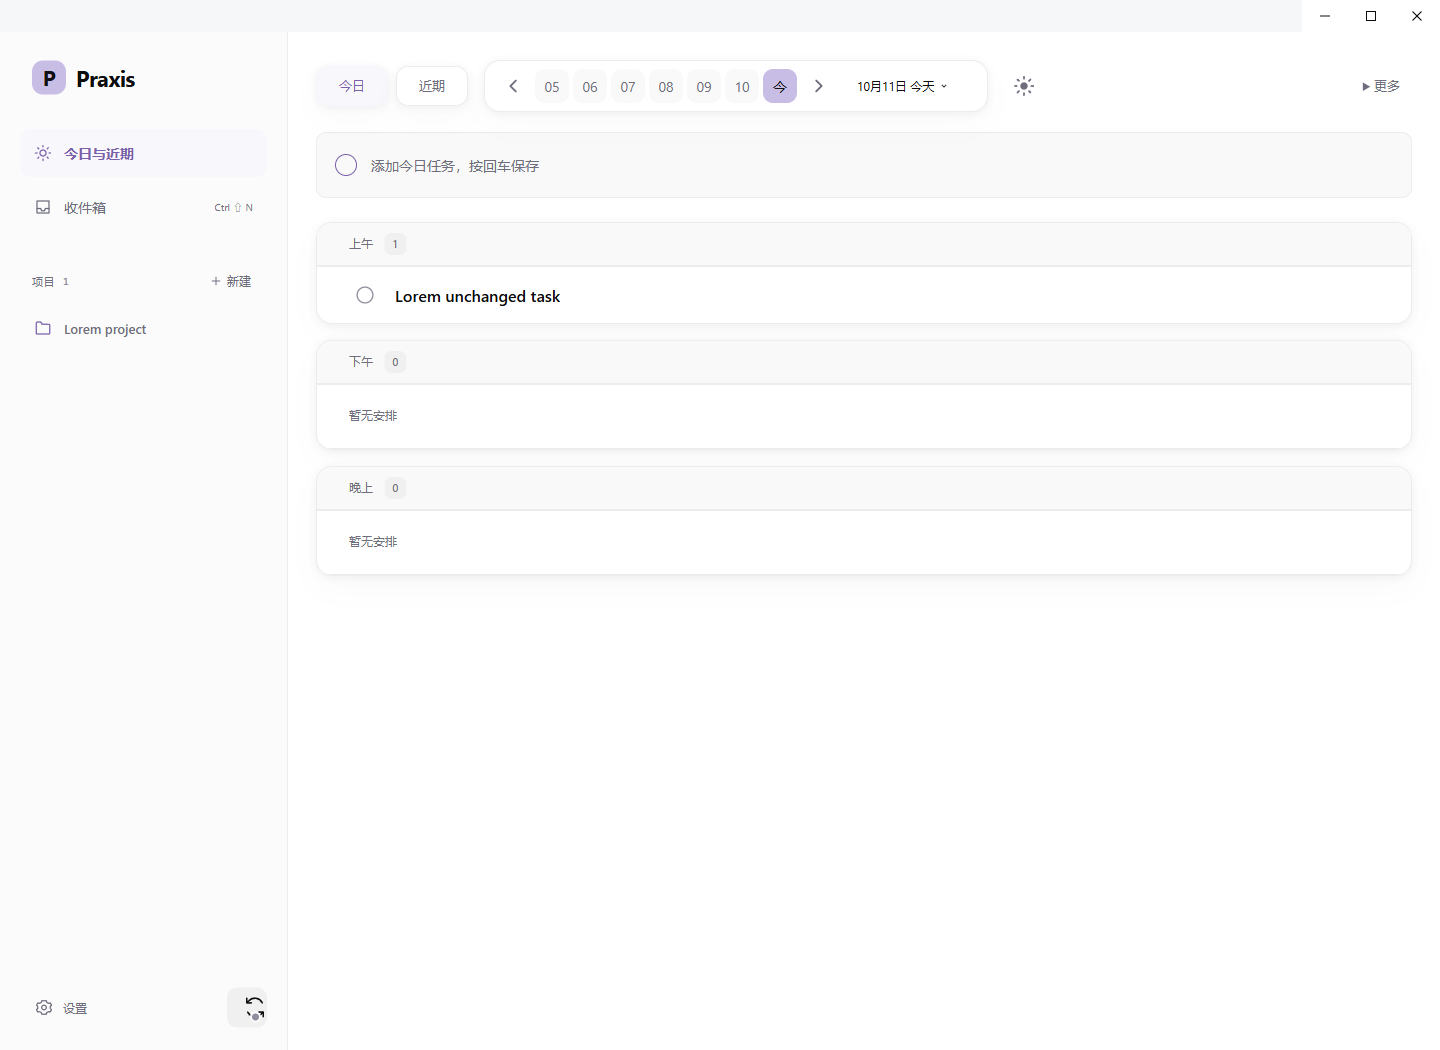 P Praxis
今日与近期
收件箱 Ctrl ⇧ N
项目 1 + 新建
Lorem project
设置
今日 近期 05 06 07 08 09 10 今 10月11日 今天 更多
添加今日任务，按回车保存
上午 1
Lorem unchanged task
下午 0
暂无安排
晚上 0
暂无安排